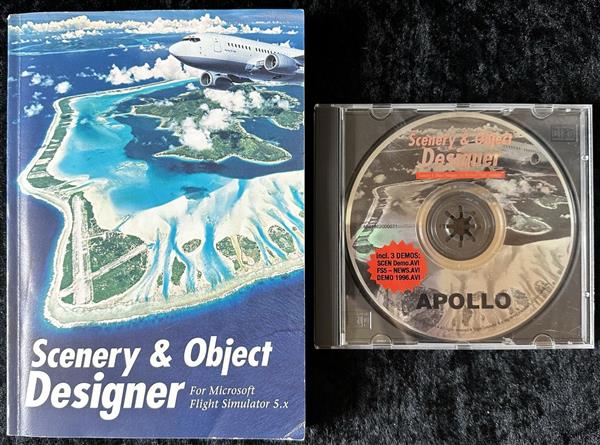 Scenery & Object
Designer
For Microsoft
Flight Simulator 5.x
Scenery & Object
Designer
incl. 3 DEMOS:
SCEN Demo.AVI
FS5 – NEWS.AVI
DEMO 1996.AVI
APOLLO